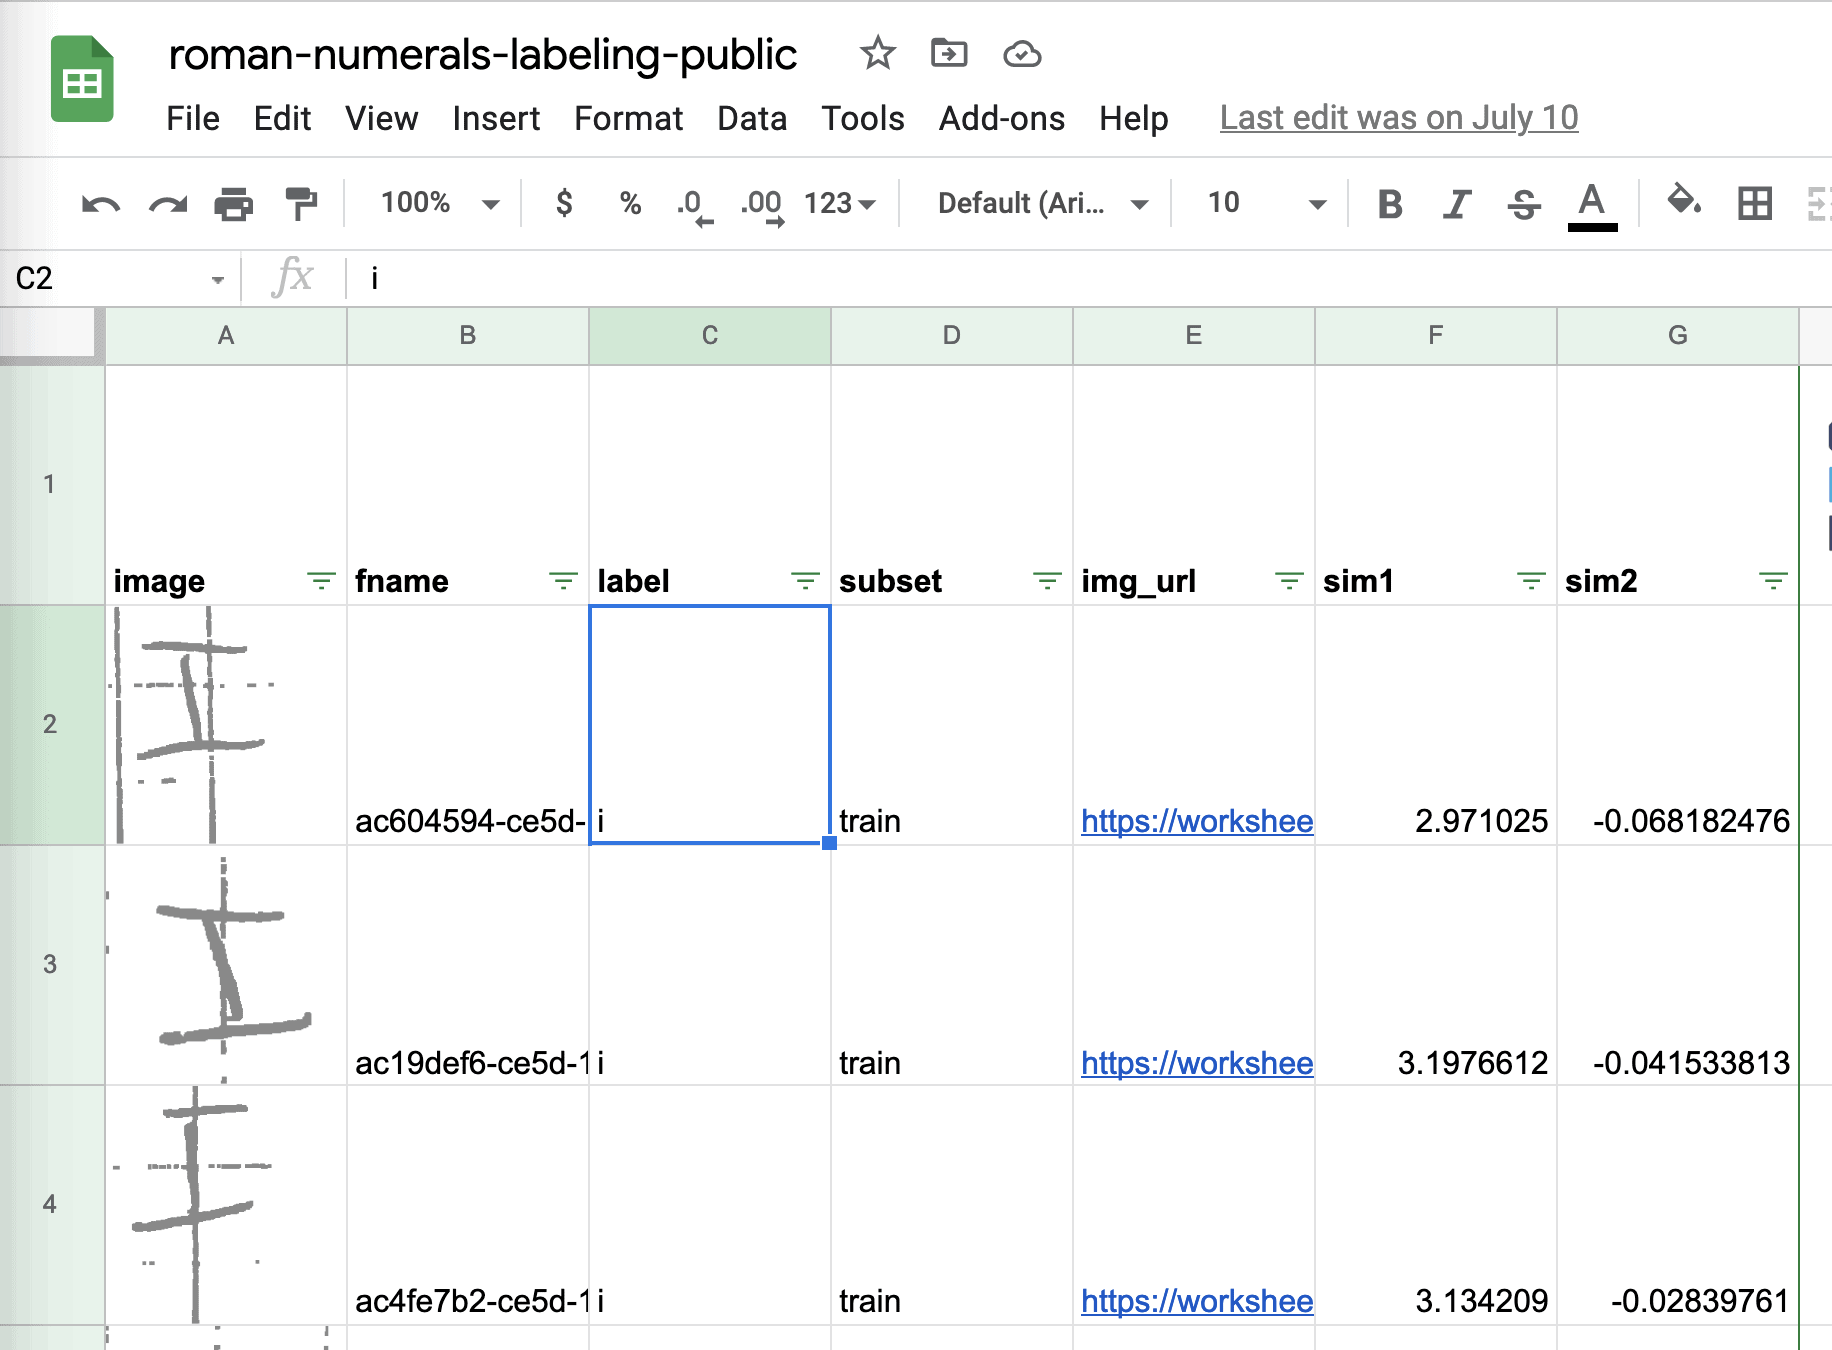 roman-numerals-labeling-public
File Edit View Insert Format Data Tools Add-ons Help Last edit was on July 10
100% $ % .0 .00 123 Default (Ari... 10 B I S A
C2 fx i
A B C D E F G
1
image fname label subset img_url sim1 sim2
2
ac604594-ce5d- i train https://workshee 2.971025 -0.068182476
3
ac19def6-ce5d-1 i train https://workshee 3.1976612 -0.041533813
4
ac4fe7b2-ce5d-1 i train https://workshee 3.134209 -0.02839761